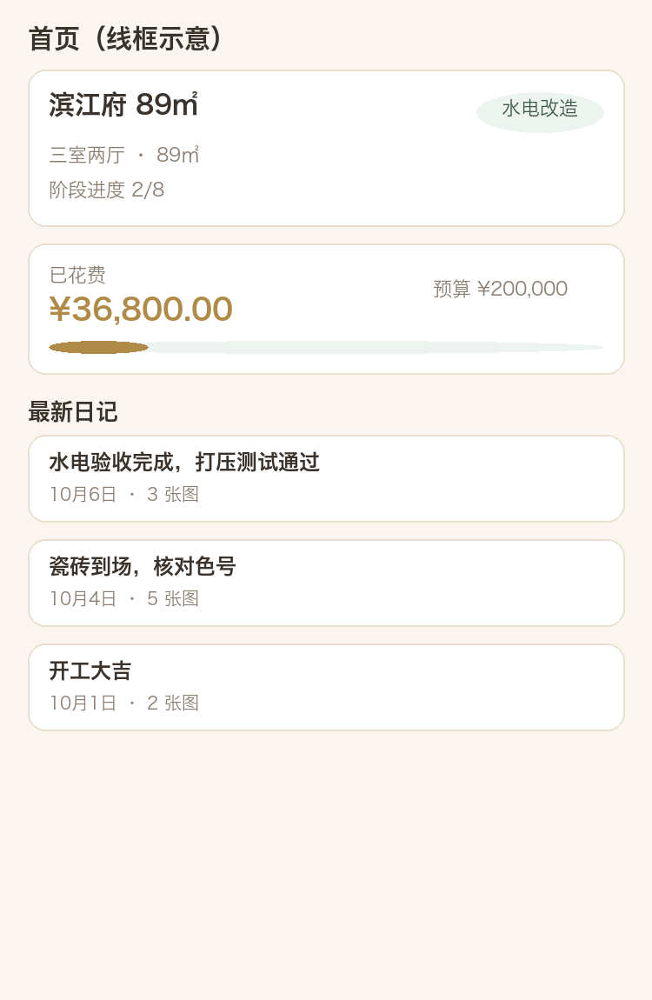 首页（线框示意）
滨江府 89㎡
水电改造
三室两厅 · 89㎡
阶段进度 2/8
已花费
预算 ¥200,000
¥36,800.00
最新日记
水电验收完成，打压测试通过
10月6日 · 3 张图
瓷砖到场，核对色号
10月4日 · 5 张图
开工大吉
10月1日 · 2 张图